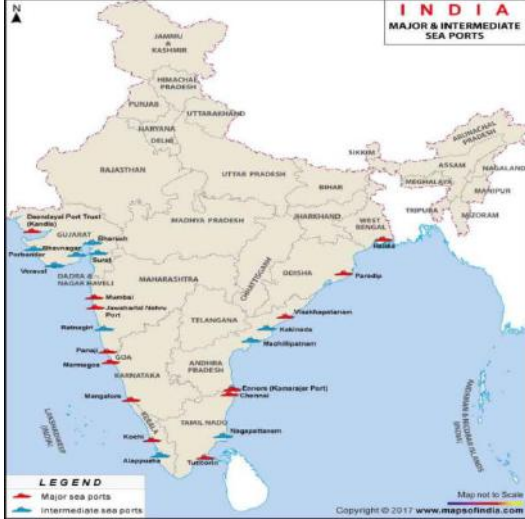 N
INDIA
MAJOR & INTERMEDIATE
SEA PORTS
JAMMU
&
KASHMIR
HIMACHAL
PRADESH
PUNJAB
UTTARAKHAND
HARYANA
DELHI
ARUNACHAL
PRADESH
SIKKIM
ASSAM
NAGALAND
MEGHALAYA
MANIPUR
TRIPURA
MIZORAM
RAJASTHAN
UTTAR PRADESH
BIHAR
JHARKHAND
WEST
BENGAL
Haldia
Deendayal Port Trust
(Kandla)
GUJARAT
Bharuch
Bhavnagar
Porbandar
Surat
Veraval
DADRA &
NAGAR HAVELI
MADHYA PRADESH
CHHATTISGARH
ODISHA
Paradip
MAHARASHTRA
Mumbai
Jawaharlal Nehru
Port
TELANGANA
Visakhapatanam
Ratnagiri
Kakinada
Machilipatnam
Panaji
GOA
Marmagao
ANDHRA
PRADESH
KARNATAKA
Ennore (Kamarajar Port)
Chennai
Mangalore
KERALA
TAMIL NADU
Nagapattanam
Kochi
Alappuzha
Tuticorin
LAKSHADWEEP
(INDIA)
ANDAMAN & NICOBAR ISLANDS
(INDIA)
LEGEND
Major sea ports
Intermediate sea ports
Map not to Scale
Copyright © 2017 www.mapsofindia.com